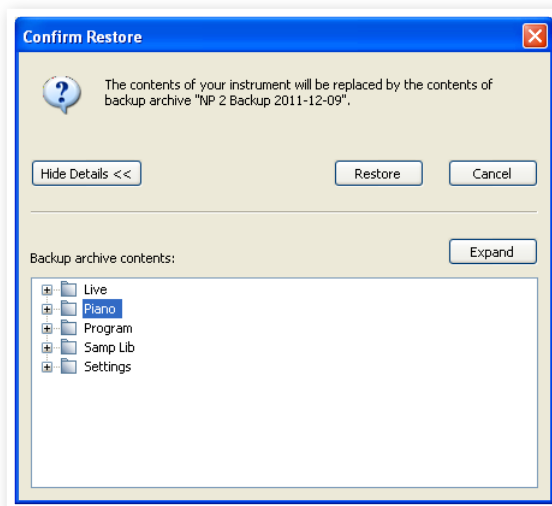 Confirm Restore
The contents of your instrument will be replaced by the contents of
backup archive "NP 2 Backup 2011-12-09".
Hide Details << Restore Cancel
Expand
Backup archive contents:
Live
Piano
Program
Samp Lib
Settings